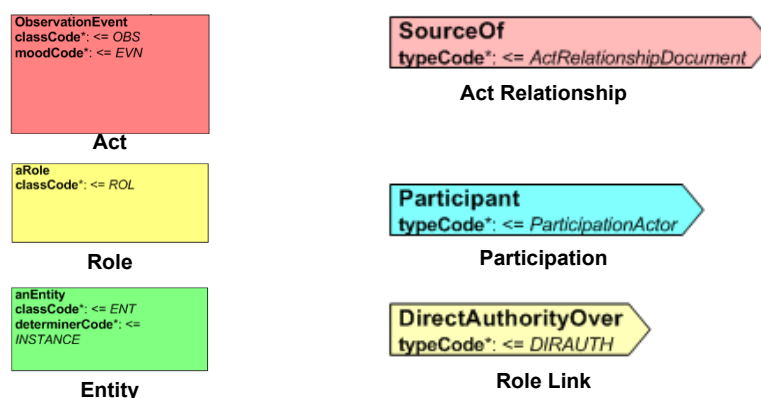 ObservationEvent
classCode*: <= OBS
moodCode*: <= EVN
Act
SourceOf
typeCode*: <= ActRelationshipDocument
Act Relationship
aRole
classCode*: <= ROL
Role
Participant
typeCode*: <= ParticipationActor
Participation
anEntity
classCode*: <= ENT
determinerCode*: <=
INSTANCE
Entity
DirectAuthorityOver
typeCode*: <= DIRAUTH
Role Link